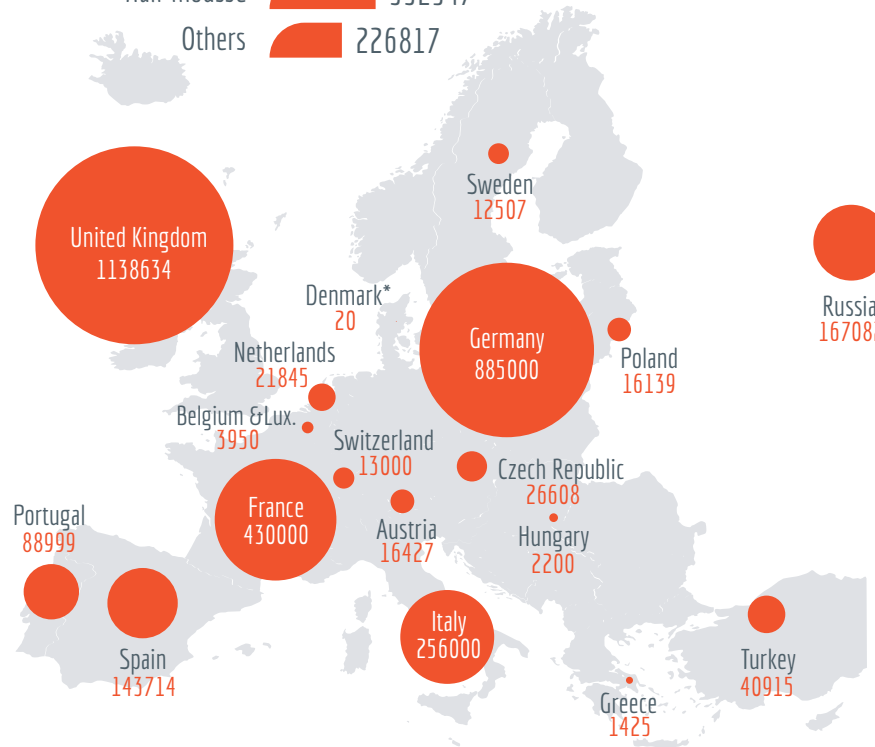 Others 226817
Sweden
12507
United Kingdom
1138634
Denmark*
20
Germany
885000
Russia
Netherlands
21845
Poland
16139
Belgium &Lux.
3950
Switzerland
13000
Czech Republic
26608
France
430000
Portugal
88999
Austria
16427
Hungary
2200
Italy
256000
Spain
143714
Turkey
40915
Greece
1425